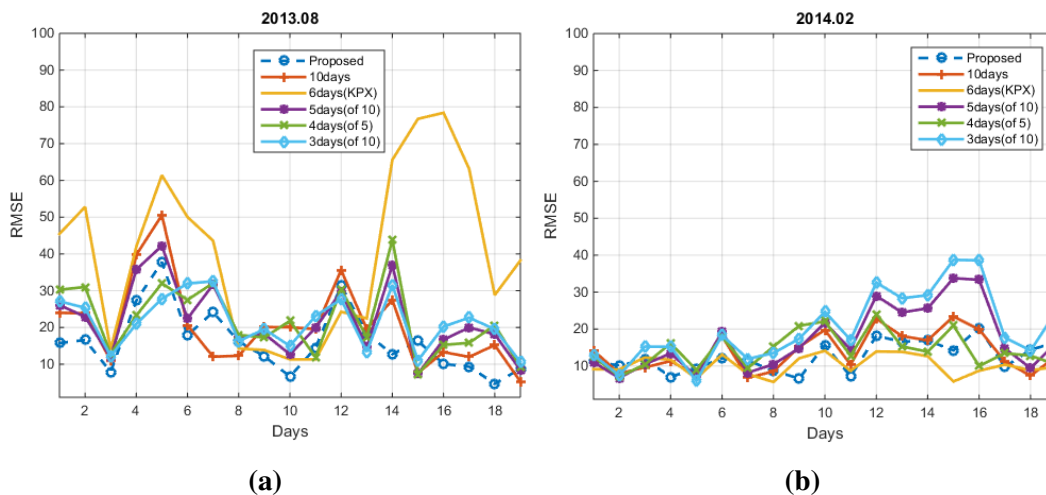 2013.08
100
90
80
70
60
50
40
30
20
10
RMSE
2 4 6 8 10 12 14 16 18
Days
Proposed
10days
6days(KPX)
5days(of 10)
4days(of 5)
3days(of 10)
(a)
2014.02
100
90
80
70
60
50
40
30
20
10
RMSE
2 4 6 8 10 12 14 16 18
Days
Proposed
10days
6days(KPX)
5days(of 10)
4days(of 5)
3days(of 10)
(b)